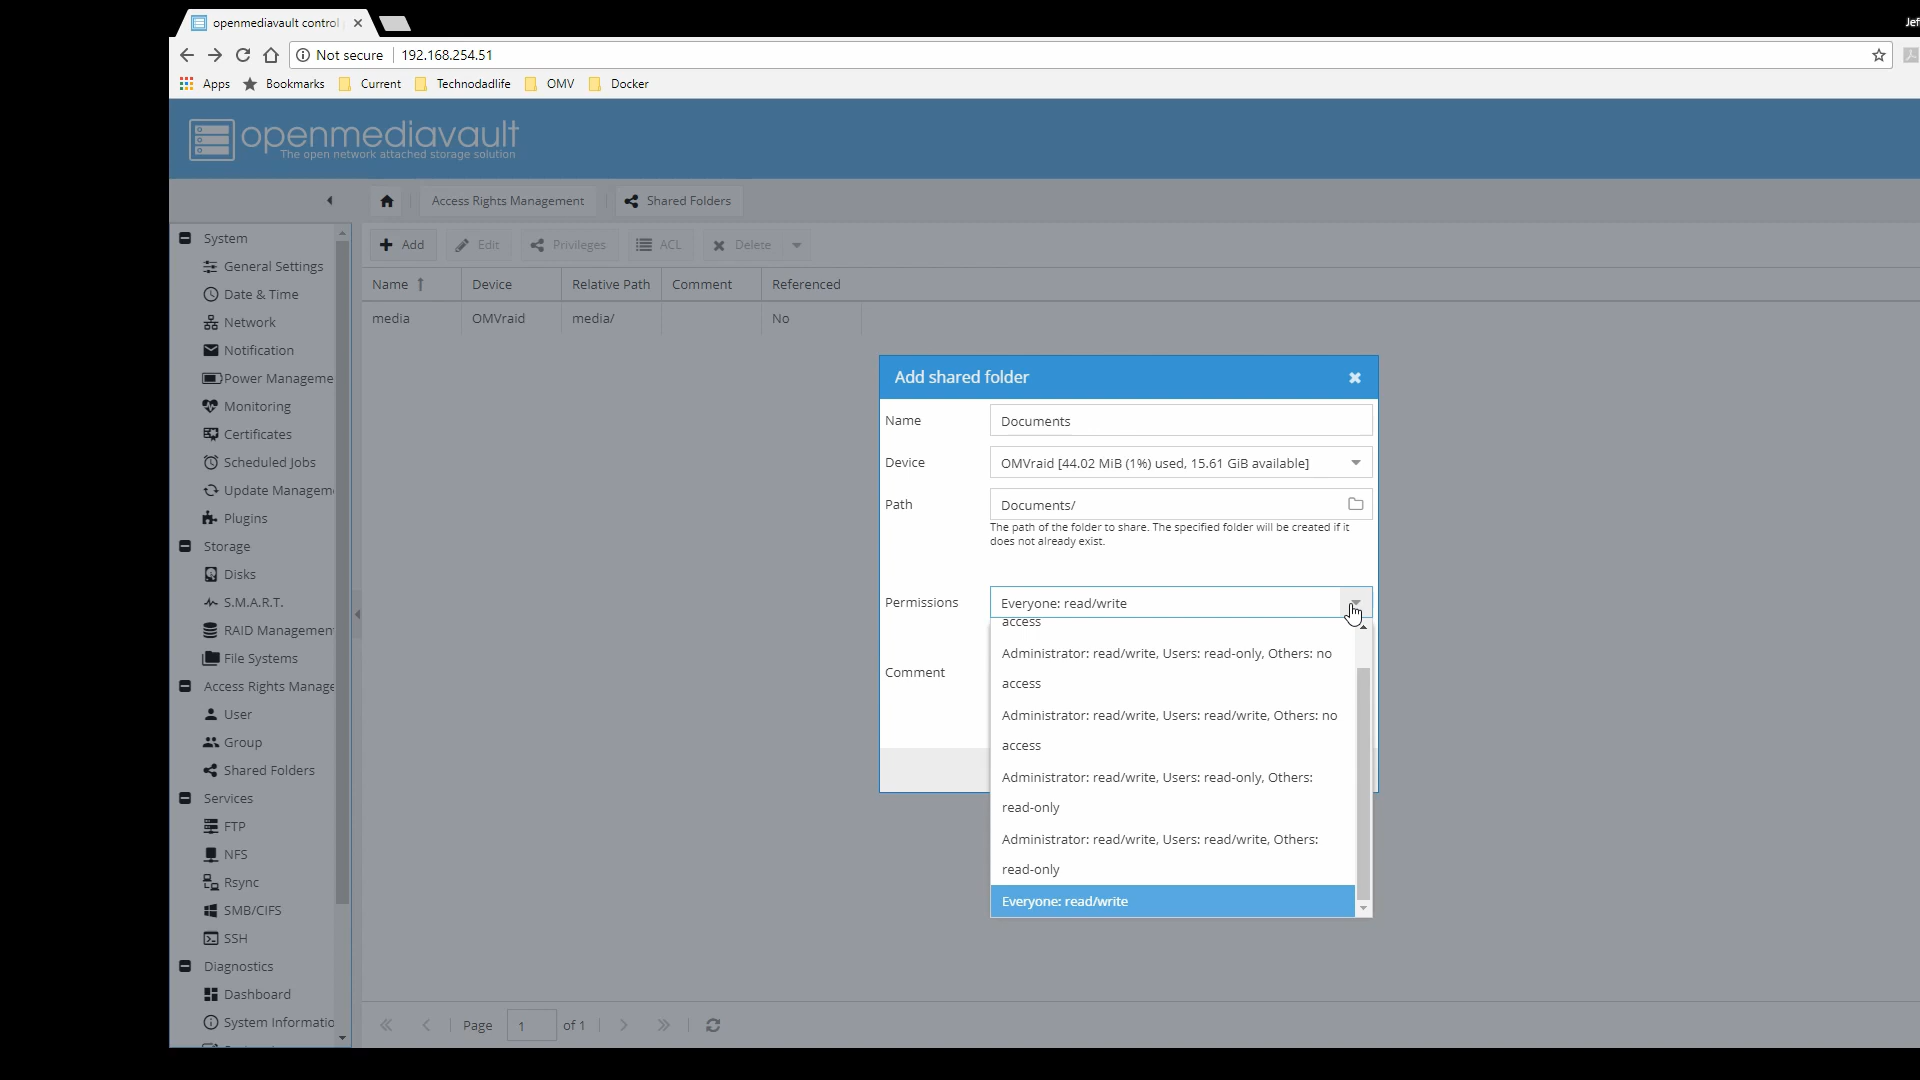 openmediavault control
Jef
Not secure
192.168.254.51
Apps
Bookmarks
Current
Technodadlife
OMV
Docker
openmediavault
The open network attached storage solution
Access Rights Management
Shared Folders
System
General Settings
Date & Time
Network
Notification
Power Manageme
Monitoring
Certificates
Scheduled Jobs
Update Managem
Plugins
Storage
Disks
S.M.A.R.T.
RAID Management
File Systems
Access Rights Manage
User
Group
Shared Folders
Services
FTP
NFS
Rsync
SMB/CIFS
SSH
Diagnostics
Dashboard
System Informatio
Add
Edit
Privileges
ACL
Delete
Name
Device
Relative Path
Comment
Referenced
media
OMVraid
media/
No
Add shared folder
Name
Documents
Device
OMVraid [44.02 MiB (1%) used, 15.61 GiB available]
Path
Documents/
The path of the folder to share. The specified folder will be created if it
does not already exist.
Permissions
Everyone: read/write
access
Administrator: read/write, Users: read-only, Others: no
access
Administrator: read/write, Users: read/write, Others: no
access
Administrator: read/write, Users: read-only, Others:
read-only
Administrator: read/write, Users: read/write, Others:
read-only
Everyone: read/write
Comment
Page
1
of 1